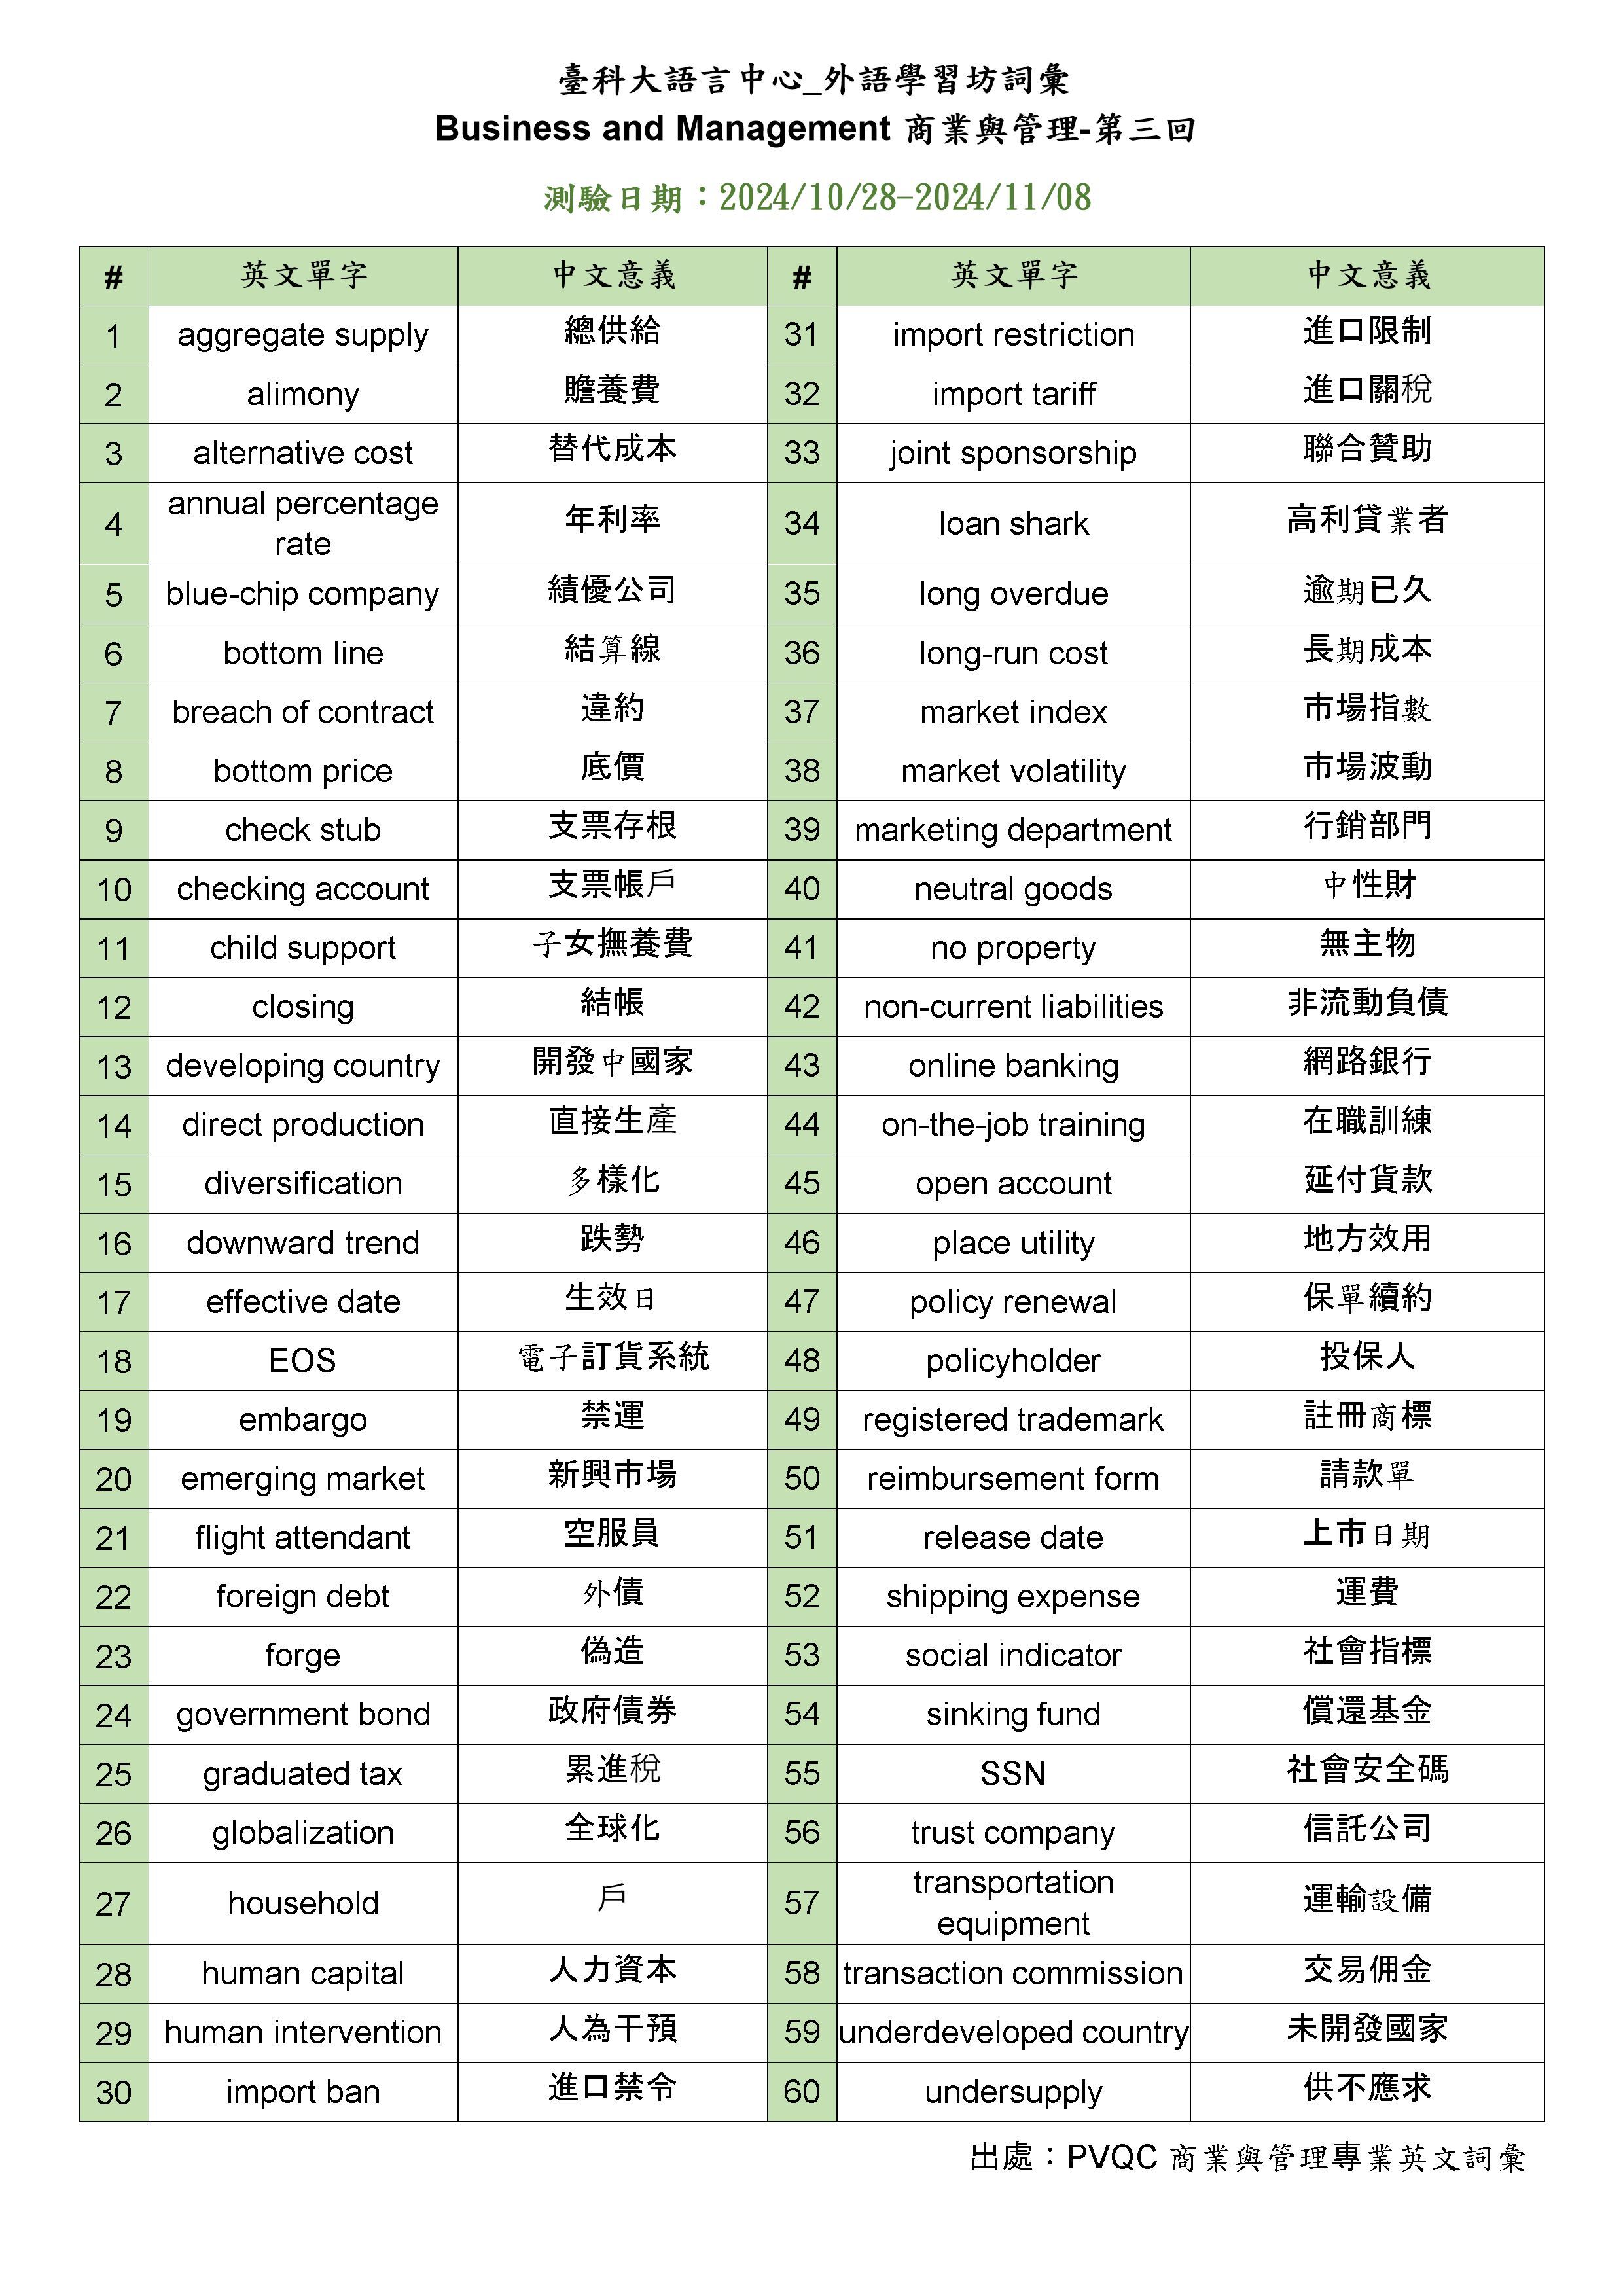 臺科大語言中心_外語學習坊詞彙
Business and Management 商業與管理-第三回
測驗日期：2024/10/28-2024/11/08
# 英文單字 中文意義 # 英文單字 中文意義
1 aggregate supply 總供給 31 import restriction 進口限制
2 alimony 贍養費 32 import tariff 進口關稅
3 alternative cost 替代成本 33 joint sponsorship 聯合贊助
4 annual percentage rate 年利率 34 loan shark 高利貸業者
5 blue-chip company 績優公司 35 long overdue 逾期已久
6 bottom line 結算線 36 long-run cost 長期成本
7 breach of contract 違約 37 market index 市場指數
8 bottom price 底價 38 market volatility 市場波動
9 check stub 支票存根 39 marketing department 行銷部門
10 checking account 支票帳戶 40 neutral goods 中性財
11 child support 子女撫養費 41 no property 無主物
12 closing 結帳 42 non-current liabilities 非流動負債
13 developing country 開發中國家 43 online banking 網路銀行
14 direct production 直接生產 44 on-the-job training 在職訓練
15 diversification 多樣化 45 open account 延付貨款
16 downward trend 跌勢 46 place utility 地方效用
17 effective date 生效日 47 policy renewal 保單續約
18 EOS 電子訂貨系統 48 policyholder 投保人
19 embargo 禁運 49 registered trademark 註冊商標
20 emerging market 新興市場 50 reimbursement form 請款單
21 flight attendant 空服員 51 release date 上市日期
22 foreign debt 外債 52 shipping expense 運費
23 forge 偽造 53 social indicator 社會指標
24 government bond 政府債券 54 sinking fund 償還基金
25 graduated tax 累進稅 55 SSN 社會安全碼
26 globalization 全球化 56 trust company 信託公司
27 household 戶 57 transportation equipment 運輸設備
28 human capital 人力資本 58 transaction commission 交易佣金
29 human intervention 人為干預 59 underdeveloped country 未開發國家
30 import ban 進口禁令 60 undersupply 供不應求
出處：PVQC 商業與管理專業英文詞彙